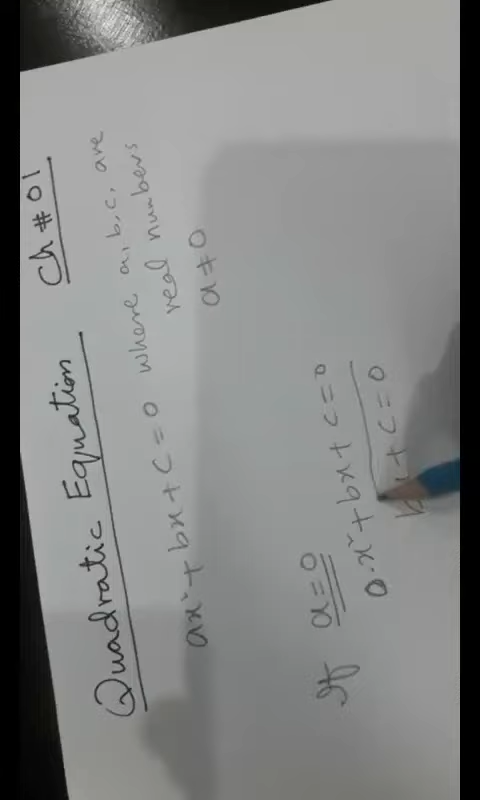 Ch # 01
Quadratic Equation
ax² + bx + c = 0 where a, b, c, are
real numbers
a ≠ 0
If a = 0
0.x² + bx + c = 0
bx + c = 0